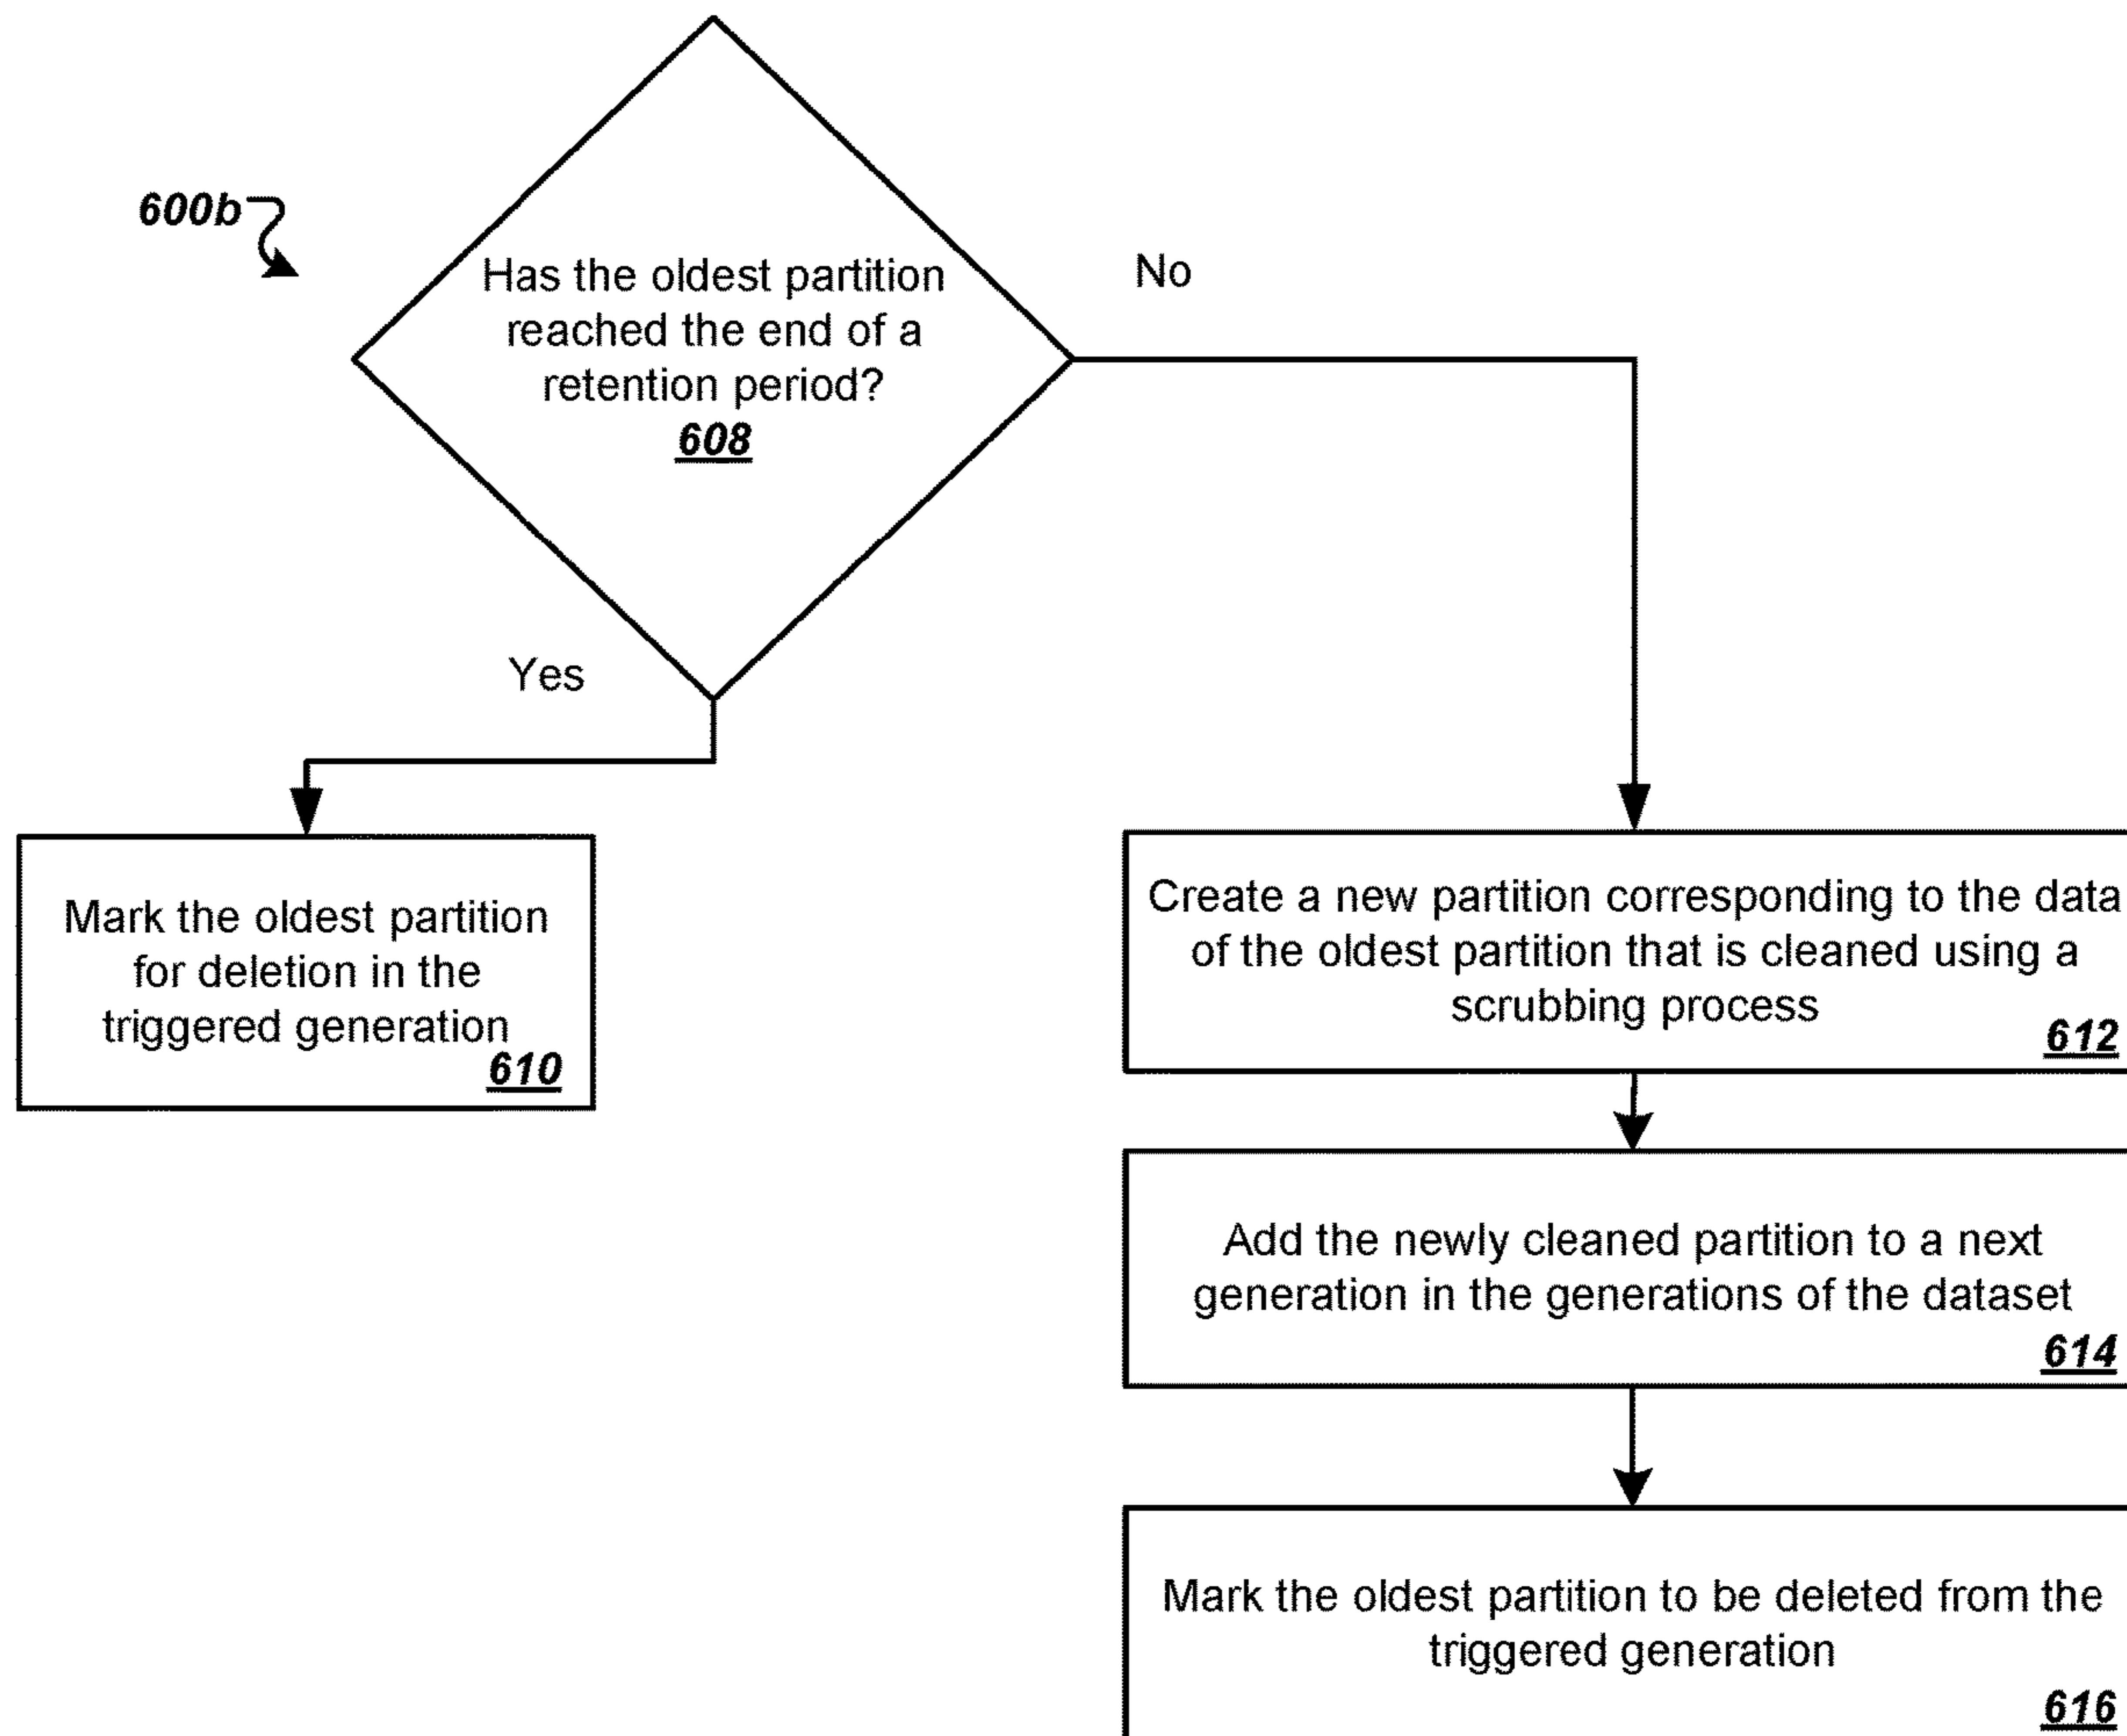 600b
Has the oldest partition
reached the end of a
retention period?
608
No
Yes
Mark the oldest partition
for deletion in the
triggered generation
610
Create a new partition corresponding to the data
of the oldest partition that is cleaned using a
scrubbing process
612
Add the newly cleaned partition to a next
generation in the generations of the dataset
614
Mark the oldest partition to be deleted from the
triggered generation
616